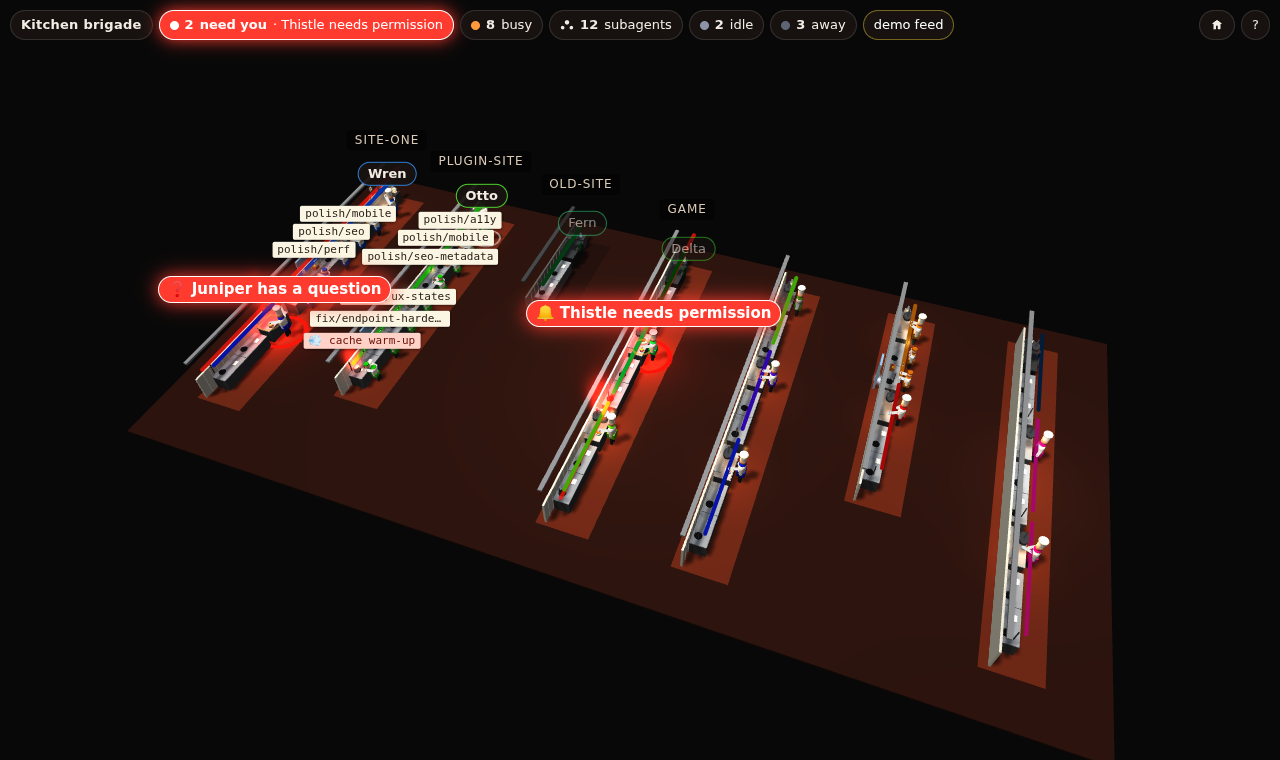 Kitchen brigade
2 need you · Thistle needs permission
8 busy
12 subagents
2 idle
3 away
demo feed
?
SITE-ONE
PLUGIN-SITE
OLD-SITE
GAME
Wren
Otto
Fern
Delta
polish/mobile
polish/seo
polish/perf
polish/a11y
polish/mobile
polish/seo-metadata
Juniper has a question
ux-states
fix/endpoint-harde…
cache warm-up
Thistle needs permission